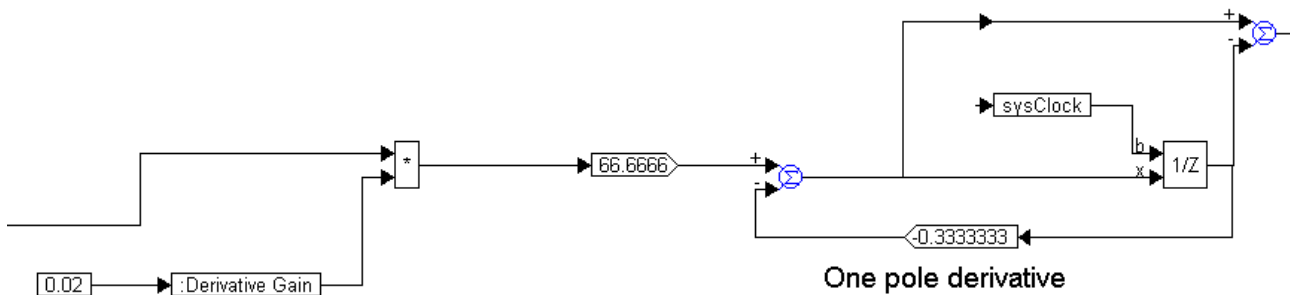 +
-
sysClock
*
66.6666
+
-
b
x
1/Z
-0.3333333
0.02
:Derivative Gain
One pole derivative